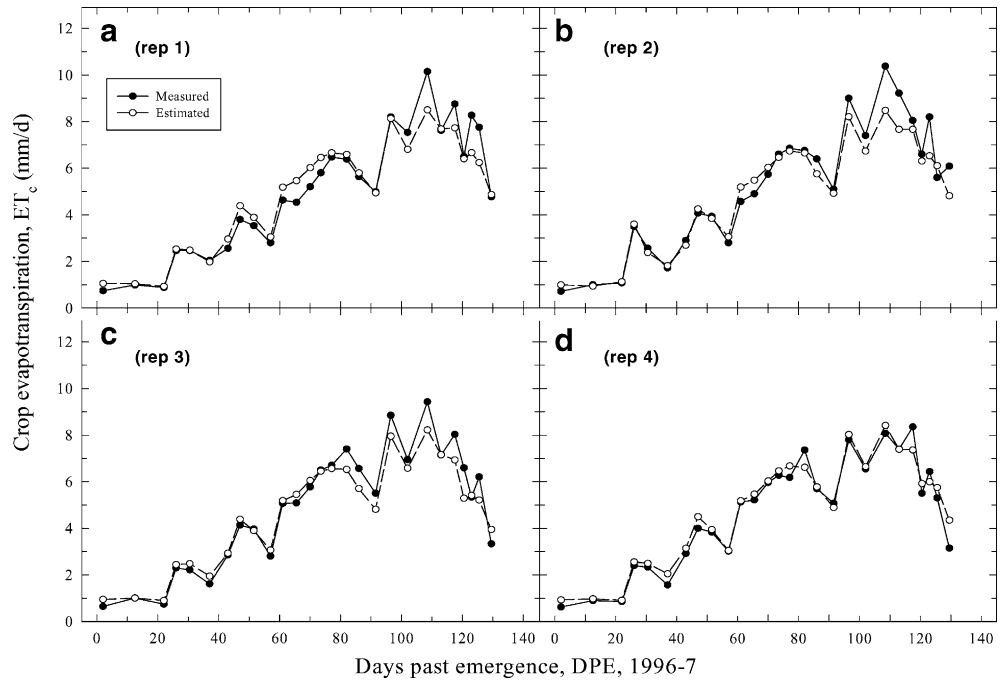 a
(rep 1)
Measured
Estimated
b
(rep 2)
12
10
8
6
4
2
0
c
(rep 3)
d
(rep 4)
12
10
8
6
4
2
0
0 20 40 60 80 100 120 140
0 20 40 60 80 100 120 140
Crop evapotranspiration, ETc (mm/d)
Days past emergence, DPE, 1996-7